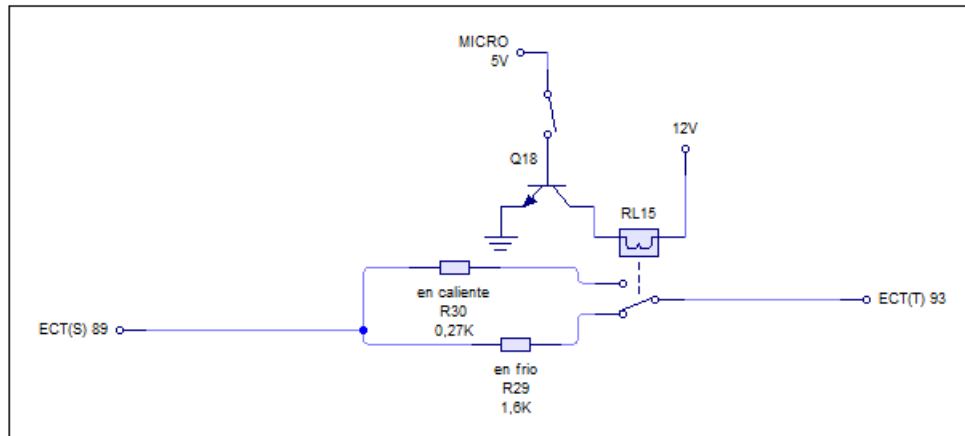 MICRO
5V
12V
Q18
RL15
en caliente
R30
0,27K
ECT(S) 89
ECT(T) 93
en frio
R29
1,6K